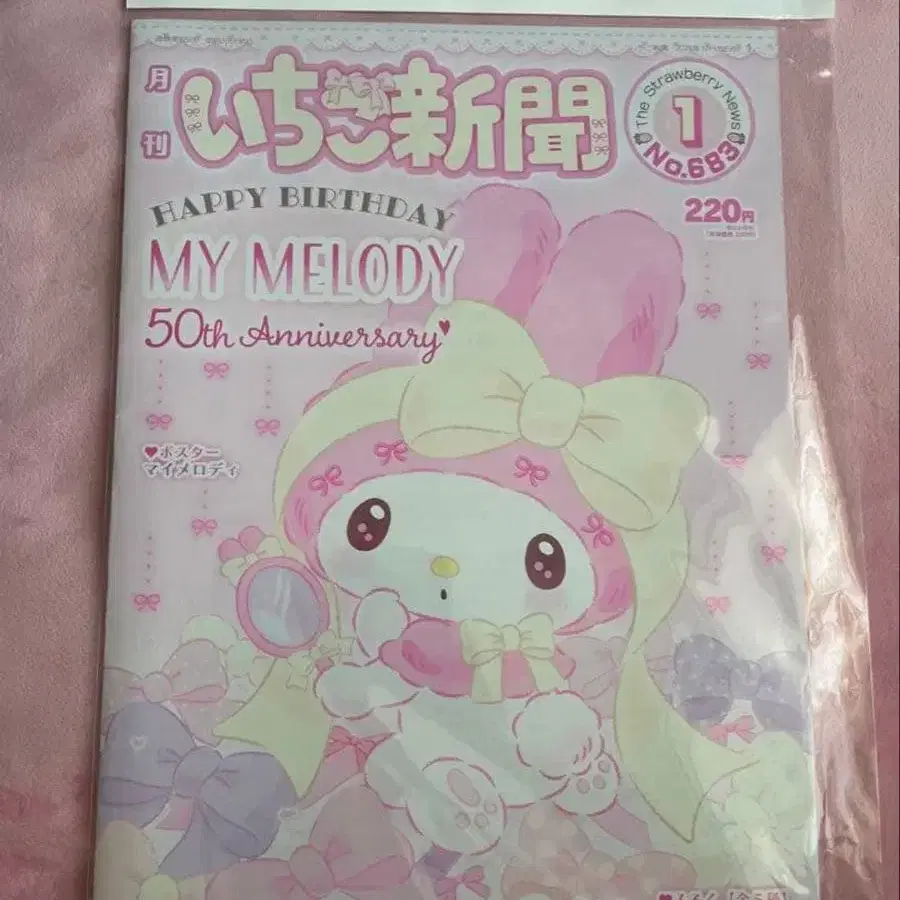 月刊
いちご新聞
The Strawberry News
1
No.683
HAPPY BIRTHDAY
220円
MY MELODY
50th Anniversary♥
♥ポスター
マイメロディ